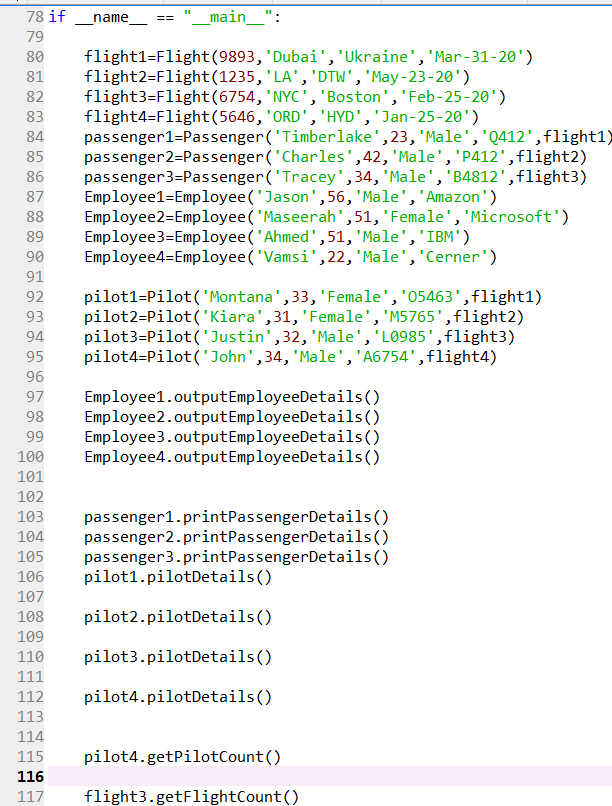 78 if __name__ == "__main__":
79
80 flight1=Flight(9893,'Dubai','Ukraine','Mar-31-20')
81 flight2=Flight(1235,'LA','DTW','May-23-20')
82 flight3=Flight(6754,'NYC','Boston','Feb-25-20')
83 flight4=Flight(5646,'ORD','HYD','Jan-25-20')
84 passenger1=Passenger('Timberlake',23,'Male','Q412',flight1)
85 passenger2=Passenger('Charles',42,'Male','P412',flight2)
86 passenger3=Passenger('Tracey',34,'Male','B4812',flight3)
87 Employee1=Employee('Jason',56,'Male','Amazon')
88 Employee2=Employee('Maseerah',51,'Female','Microsoft')
89 Employee3=Employee('Ahmed',51,'Male','IBM')
90 Employee4=Employee('Vamsi',22,'Male','Cerner')
91
92 pilot1=Pilot('Montana',33,'Female','O5463',flight1)
93 pilot2=Pilot('Kiara',31,'Female','M5765',flight2)
94 pilot3=Pilot('Justin',32,'Male','L0985',flight3)
95 pilot4=Pilot('John',34,'Male','A6754',flight4)
96
97 Employee1.outputEmployeeDetails()
98 Employee2.outputEmployeeDetails()
99 Employee3.outputEmployeeDetails()
100 Employee4.outputEmployeeDetails()
101
102
103 passenger1.printPassengerDetails()
104 passenger2.printPassengerDetails()
105 passenger3.printPassengerDetails()
106 pilot1.pilotDetails()
107
108 pilot2.pilotDetails()
109
110 pilot3.pilotDetails()
111
112 pilot4.pilotDetails()
113
114
115 pilot4.getPilotCount()
116
117 flight3.getFlightCount()